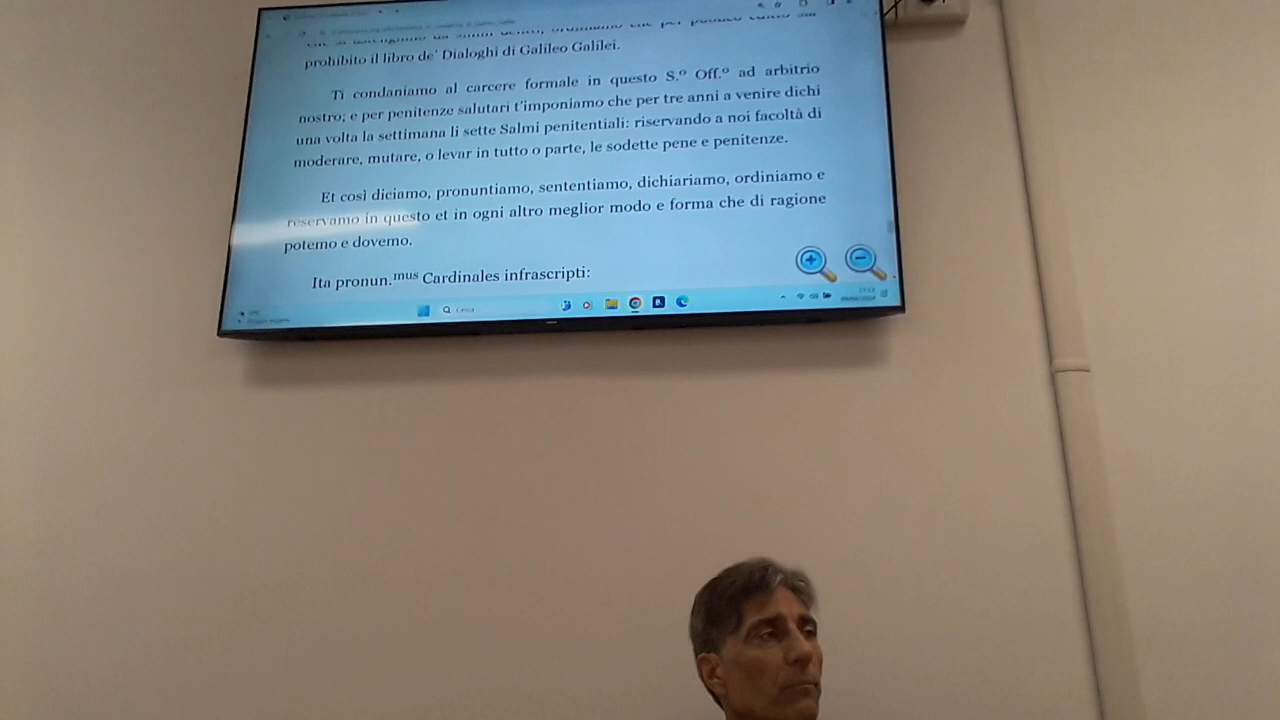 prohibito il libro de' Dialoghi di Galileo Galilei.
Ti condaniamo al carcere formale in questo S.º Off.º ad arbitrio
nostro; e per penitenze salutari t'imponiamo che per tre anni a venire dichi
una volta la settimana li sette Salmi penitentiali: riservando a noi facoltà di
moderare, mutare, o levar in tutto o parte, le sodette pene e penitenze.
Et così diciamo, pronuntiamo, sententiamo, dichiariamo, ordiniamo e
reservamo in questo et in ogni altro meglior modo e forma che di ragione
potemo e dovemo.
Ita pronun.mus Cardinales infrascripti:
Cerca